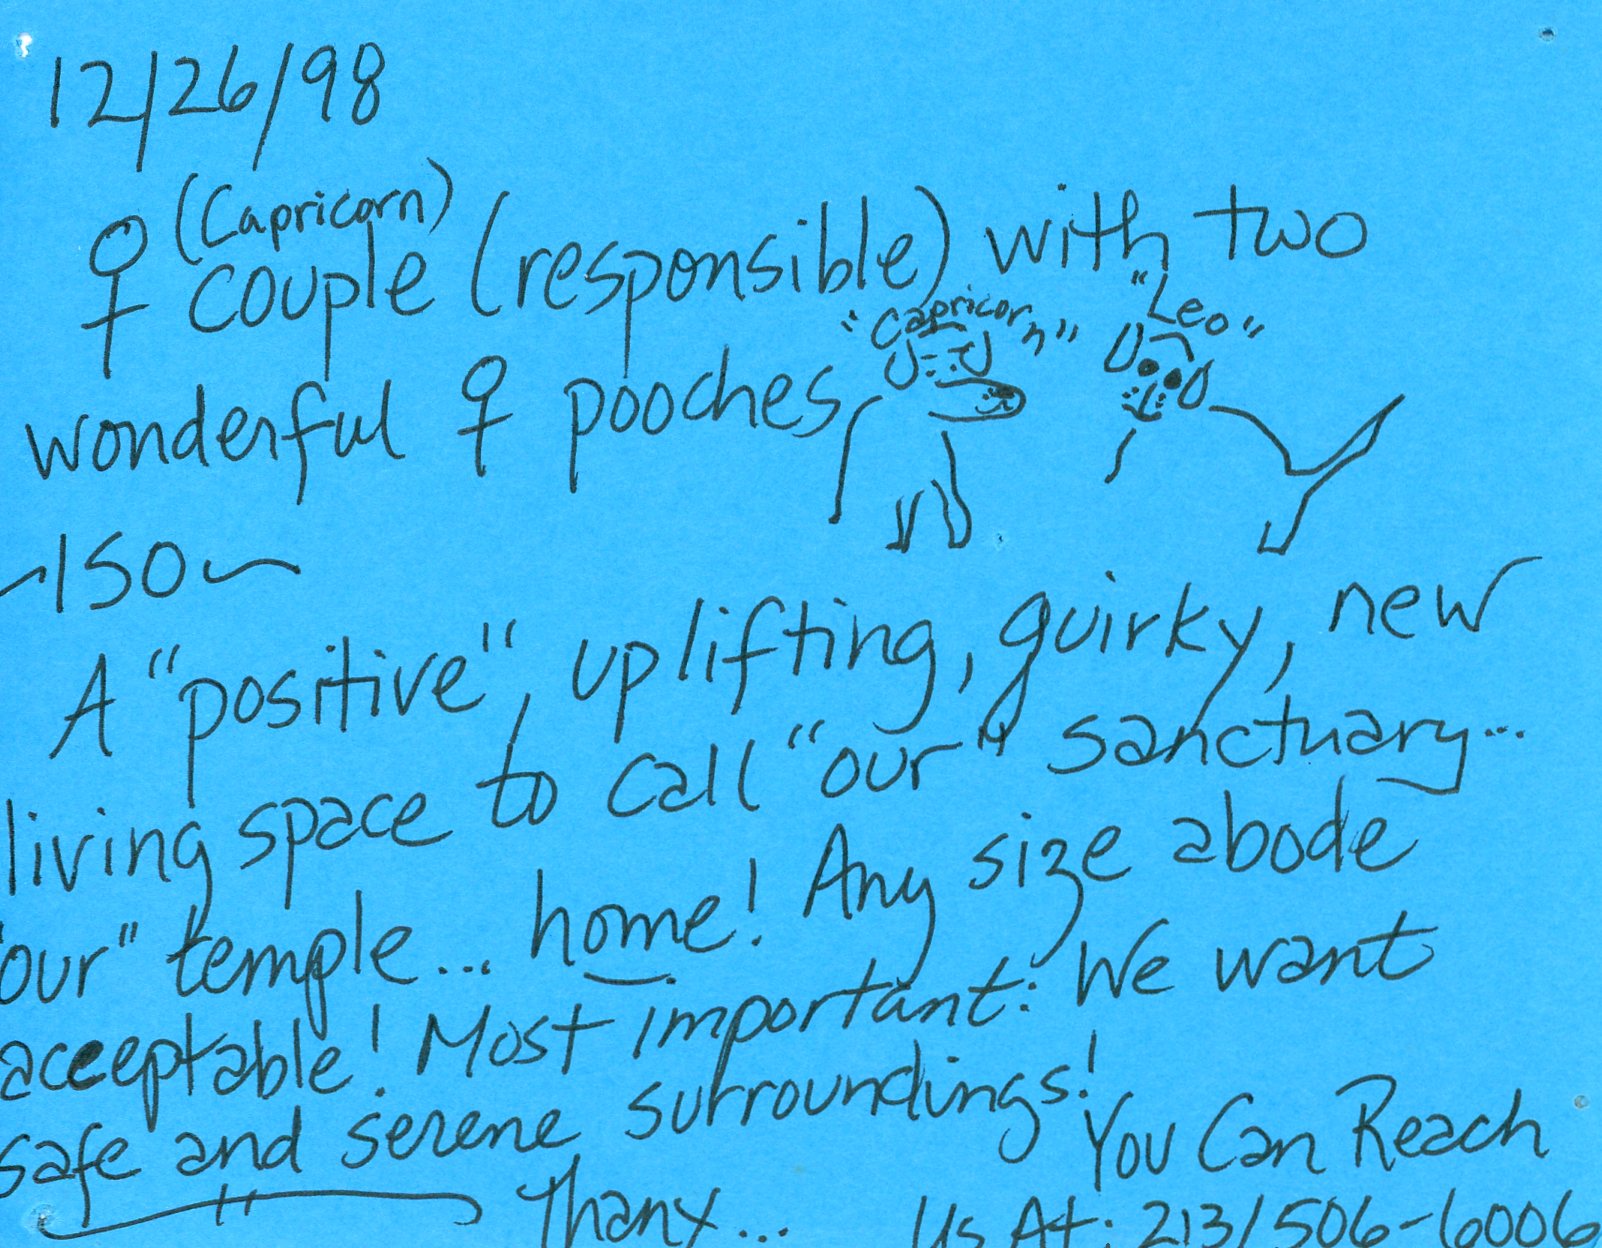 12/26/98
(Capricorn)
♀ couple (responsible) with two
"Capricorn" "Leo"
wonderful ♀ pooches
~ISO~
A "positive", uplifting, quirky, new
living space to call "our" sanctuary...
"our" temple... home! Any size abode
acceptable! Most important: We want
safe and serene surroundings!
Thanx... You Can Reach
Us At: 213/506-6006